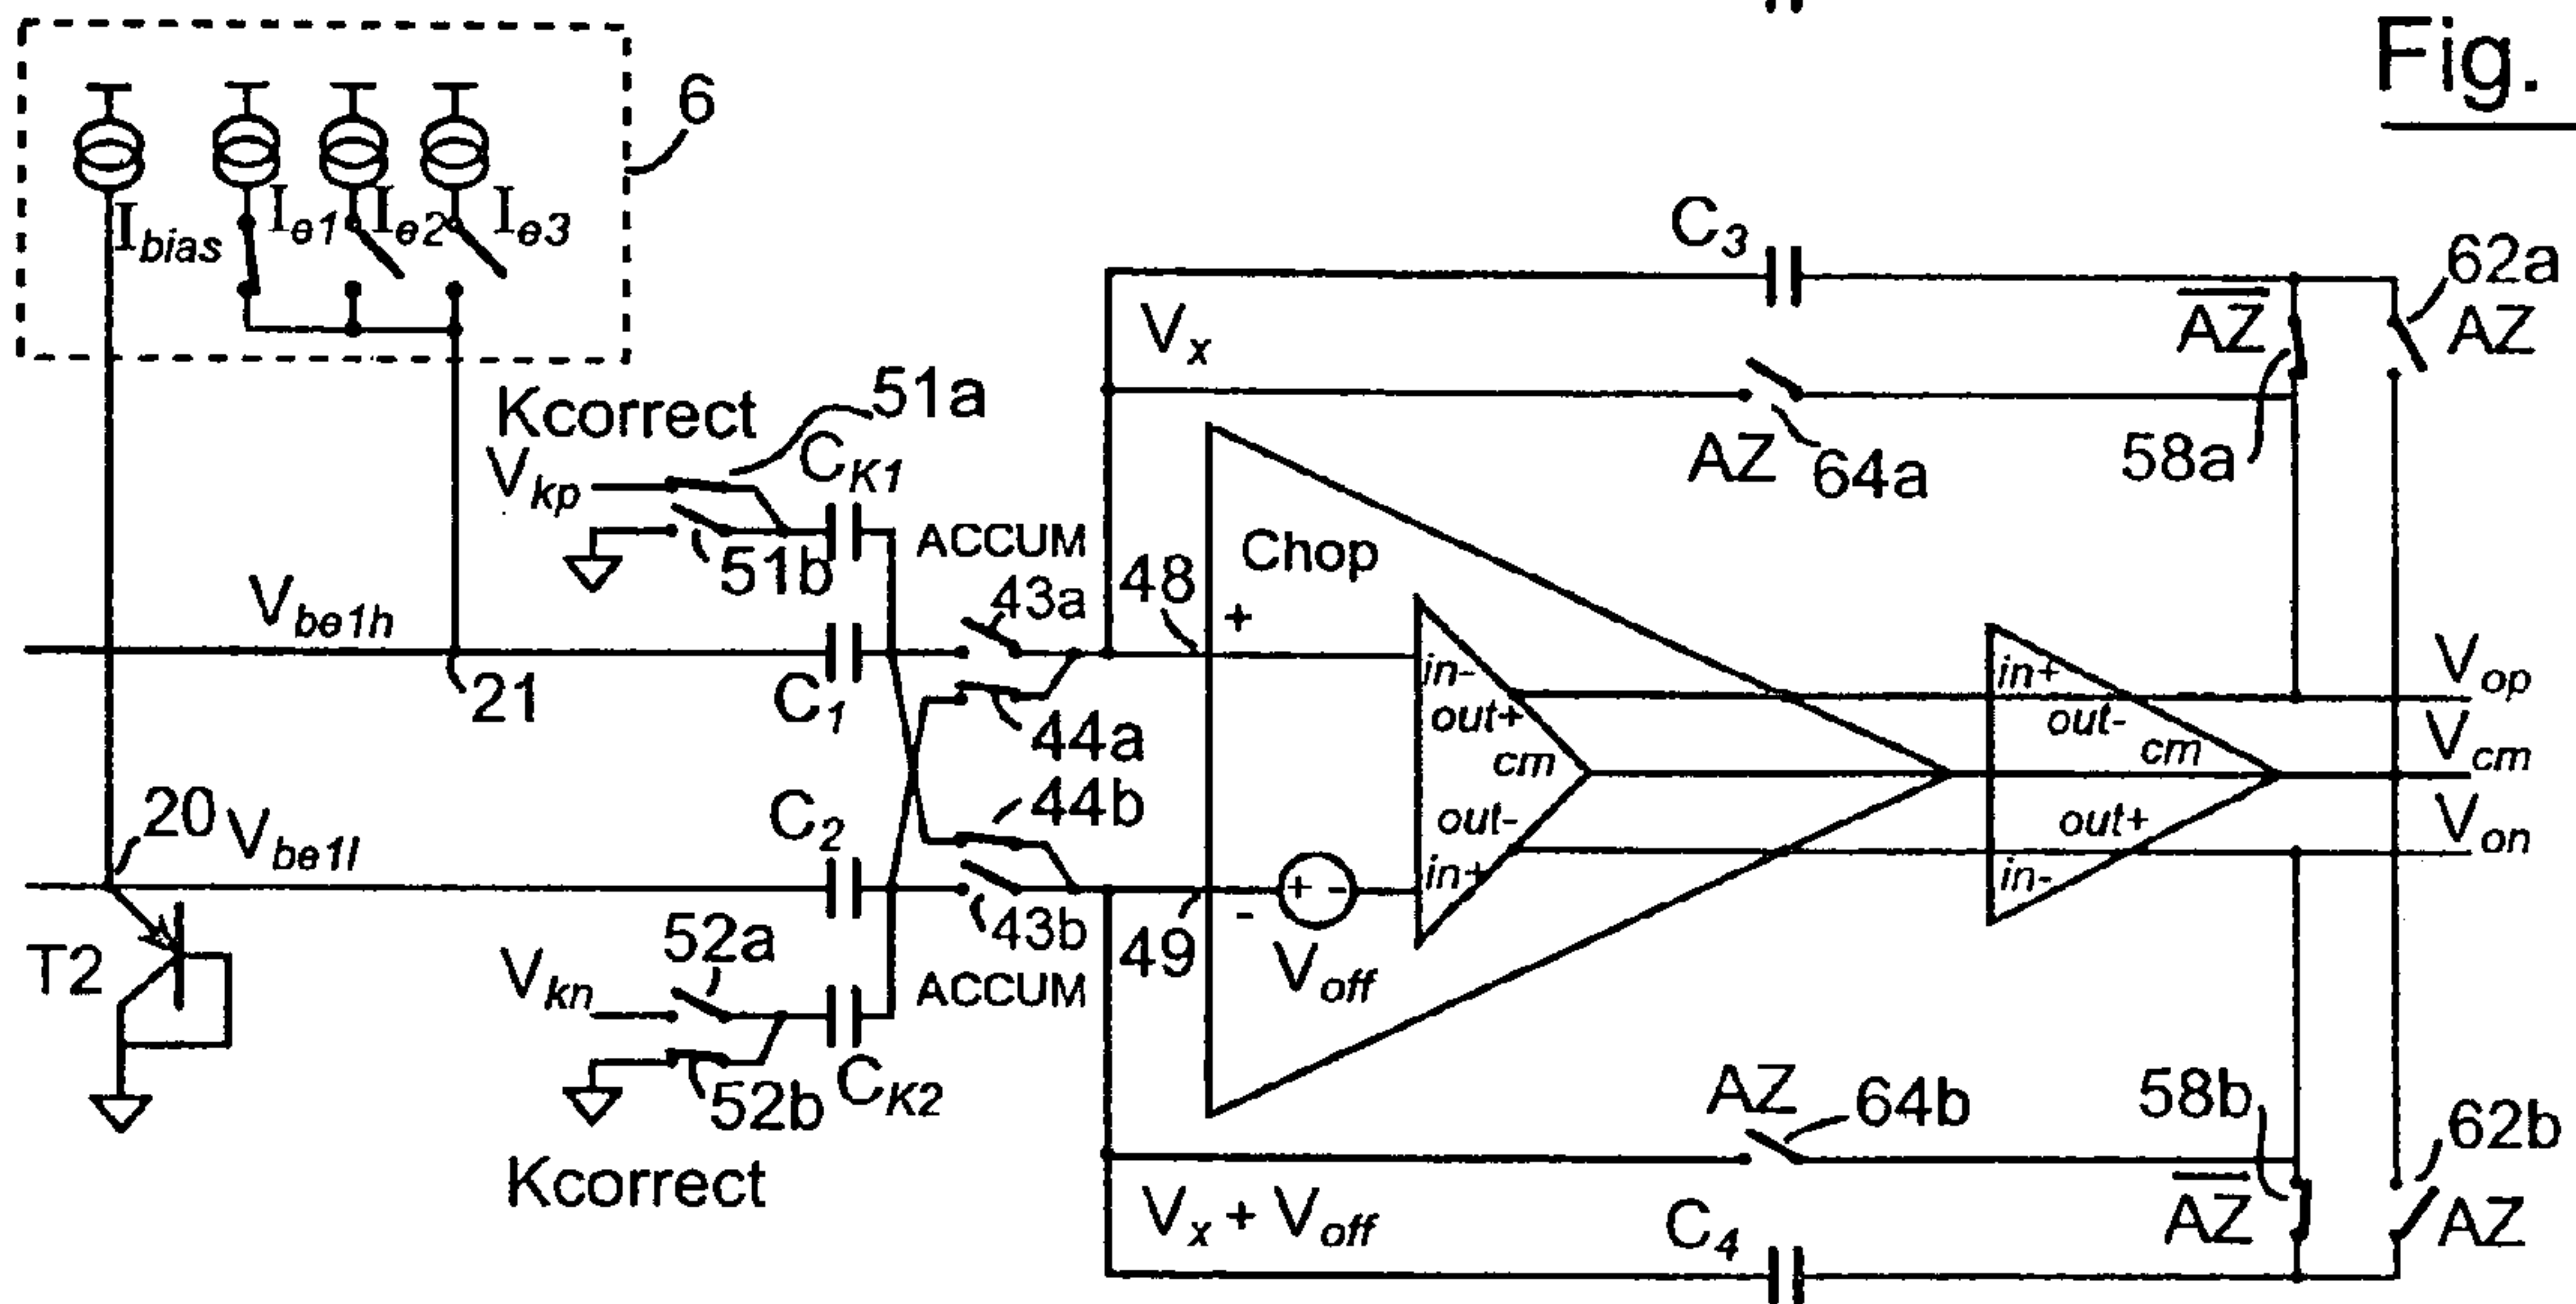 Fig.
6
I_bias
I_e1
I_e2
I_e3
C_3
62a
AZ
V_x
AZ
58a
AZ
64a
Kcorrect
51a
V_kp
C_K1
51b
ACCUM
43a
48
Chop
+
V_be1h
21
C_1
44a
in-
out+
cm
in+
out-
cm
V_op
V_cm
20
V_be1l
C_2
44b
out-
in+
out+
in-
V_on
T2
43b
ACCUM
49
-
+ -
V_off
52a
V_kn
52b
C_K2
Kcorrect
AZ
64b
58b
62b
V_x + V_off
C_4
AZ
AZ